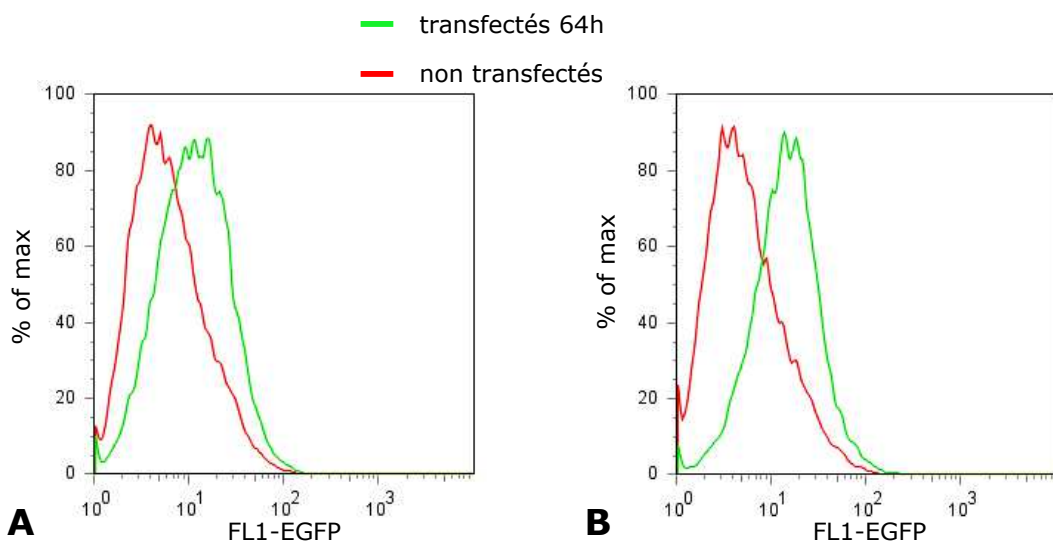 transfectés 64h
non transfectés
100
80
60
40
20
0
% of max
10^0
10^1
10^2
10^3
FL1-EGFP
A
100
80
60
40
20
0
% of max
10^0
10^1
10^2
10^3
FL1-EGFP
B